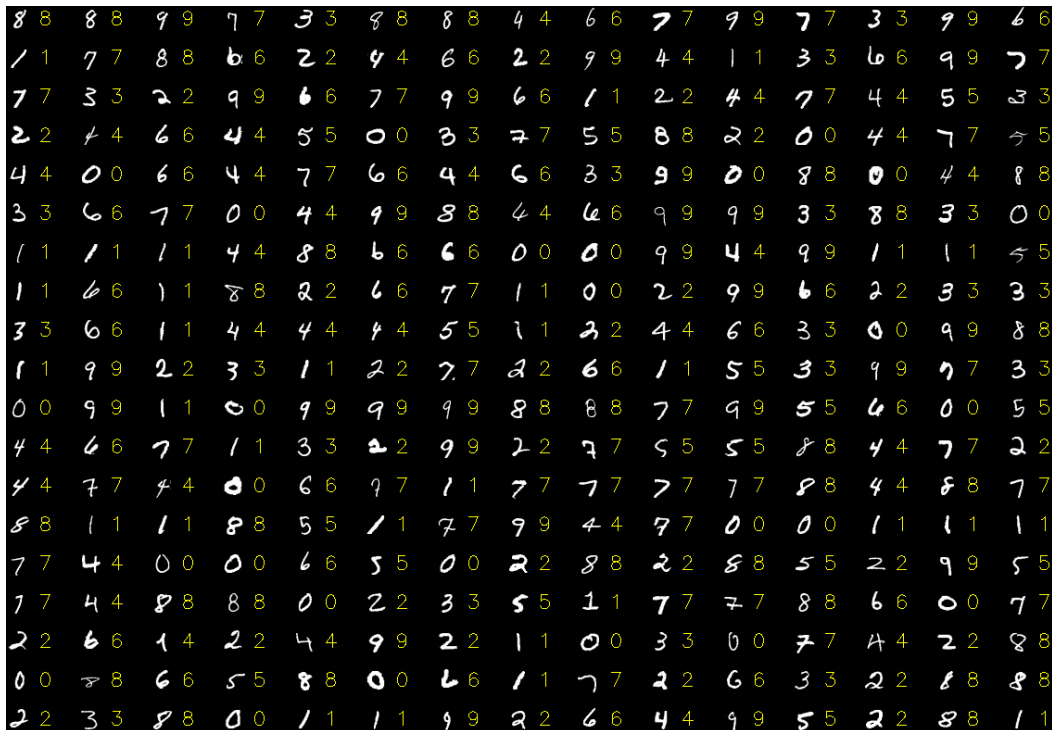 8 8 8 8 9 9 7 7 3 3 8 8 8 8 4 4 6 6 7 7 9 9 7 7 3 3 9 9 6 6
1 1 7 7 8 8 6 6 2 2 4 4 6 6 2 2 9 9 4 4 1 1 3 3 6 6 9 9 7 7
7 7 3 3 2 2 9 9 6 6 7 7 9 9 6 6 1 1 2 2 4 4 7 7 4 4 5 5 3 3
2 2 4 4 6 6 4 4 5 5 0 0 3 3 7 7 5 5 8 8 2 2 0 0 4 4 7 7 5 5
4 4 0 0 6 6 4 4 7 7 6 6 4 4 6 6 3 3 9 9 0 0 8 8 0 0 4 4 8 8
3 3 6 6 7 7 0 0 4 4 9 9 8 8 4 4 6 6 9 9 9 9 3 3 8 8 3 3 0 0
1 1 1 1 1 1 4 4 8 8 6 6 6 6 0 0 0 0 9 9 4 4 9 9 1 1 1 1 5 5
1 1 6 6 1 1 8 8 2 2 6 6 7 7 1 1 0 0 2 2 9 9 6 6 2 2 3 3 3 3
3 3 6 6 1 1 4 4 4 4 4 4 5 5 1 1 2 2 4 4 6 6 3 3 0 0 9 9 8 8
1 1 9 9 2 2 3 3 1 1 2 2 7 7 2 2 6 6 1 1 5 5 3 3 9 9 7 7 3 3
0 0 9 9 1 1 0 0 9 9 9 9 9 9 8 8 8 8 7 7 9 9 5 5 6 6 0 0 5 5
4 4 6 6 7 7 1 1 3 3 2 2 9 9 2 2 7 7 5 5 5 5 8 8 4 4 7 7 2 2
4 4 7 7 4 4 0 0 6 6 7 7 1 1 7 7 7 7 7 7 7 7 8 8 4 4 8 8 7 7
8 8 1 1 1 1 8 8 5 5 1 1 7 7 9 9 4 4 7 7 0 0 0 0 1 1 1 1 1 1
7 7 4 4 0 0 0 0 6 6 5 5 0 0 2 2 8 8 2 2 8 8 5 5 2 2 9 9 5 5
7 7 4 4 8 8 8 8 0 0 2 2 3 3 5 5 1 1 7 7 7 7 8 8 6 6 0 0 7 7
2 2 6 6 4 4 2 2 4 4 9 9 2 2 1 1 0 0 3 3 0 0 7 7 4 4 2 2 8 8
0 0 8 8 6 6 5 5 8 8 0 0 6 6 1 1 7 7 2 2 6 6 3 3 2 2 8 8 8 8
2 2 3 3 8 8 0 0 1 1 1 1 9 9 2 2 6 6 4 4 9 9 5 5 2 2 8 8 1 1